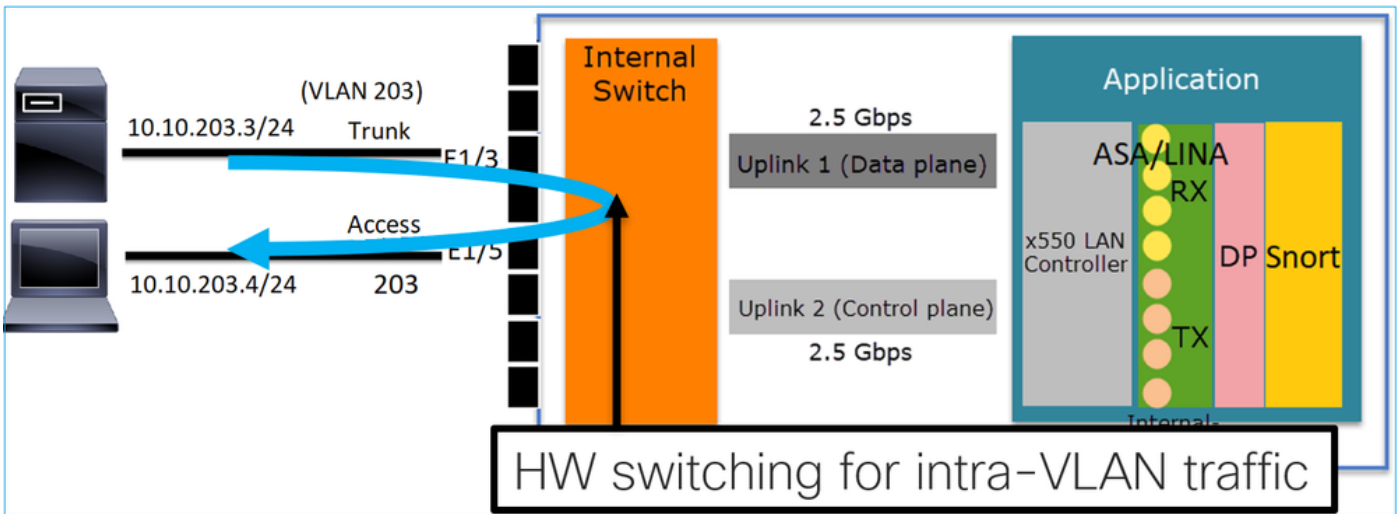 (VLAN 203)
10.10.203.3/24
Trunk
E1/3
Access
E1/5
10.10.203.4/24
203
Internal
Switch
2.5 Gbps
Uplink 1 (Data plane)
Uplink 2 (Control plane)
2.5 Gbps
Application
ASA/LINA
RX
x550 LAN
Controller
DP
Snort
TX
Internal-
HW switching for intra-VLAN traffic